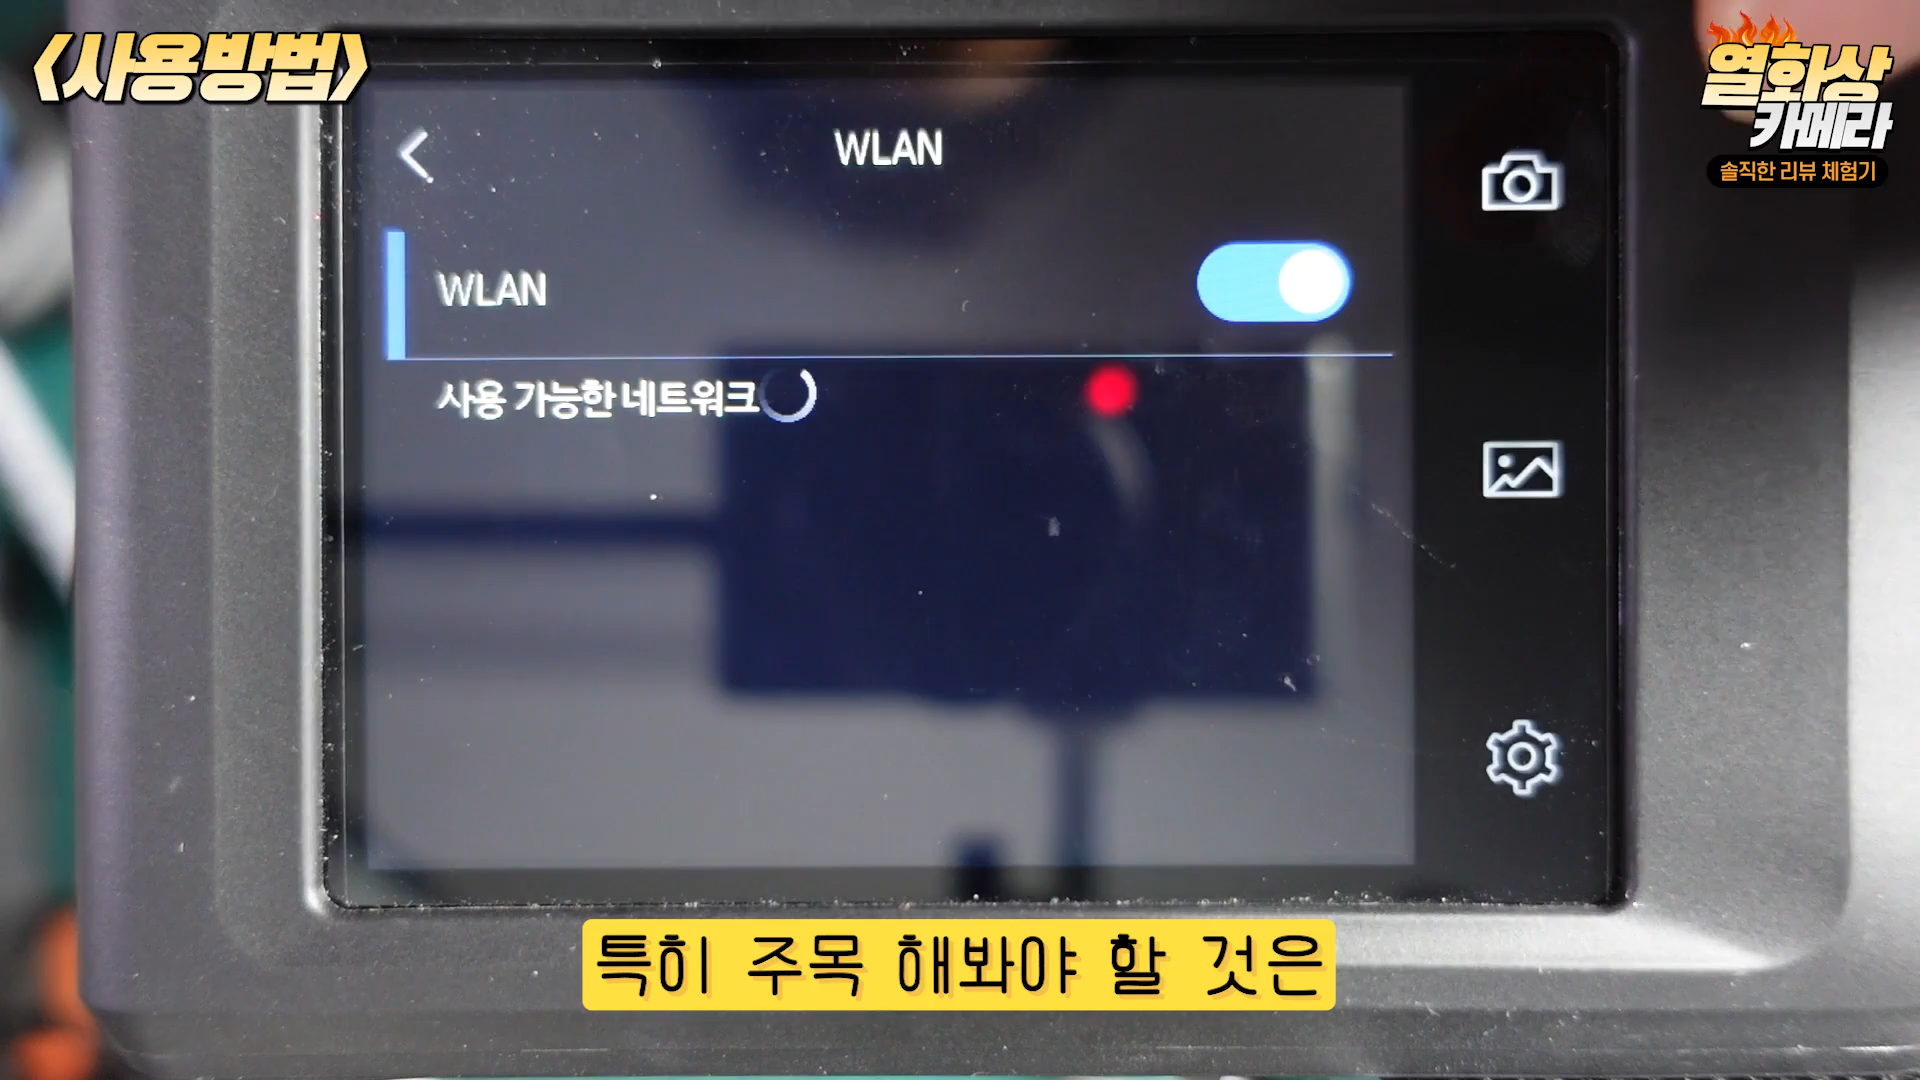 <사용방법>
열화상
카메라
솔직한 리뷰 체험기
WLAN
WLAN
사용 가능한 네트워크
특히 주목 해봐야 할 것은